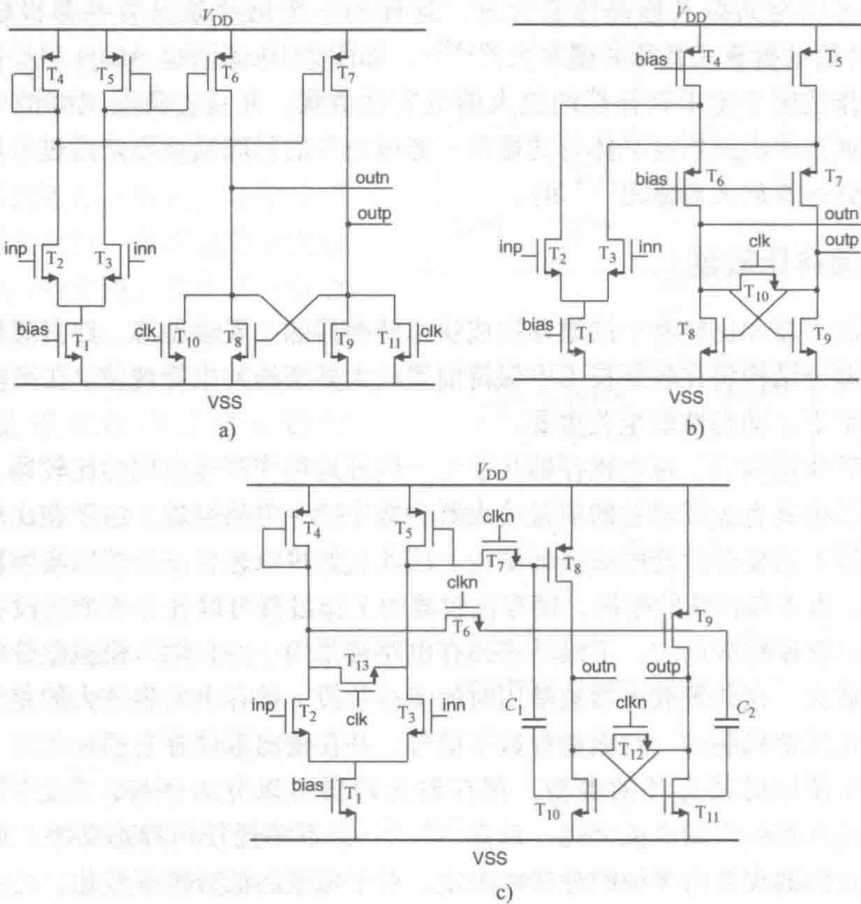 V_DD
T4
T5
T6
T7
outn
outp
inp
T2
T3
inn
bias
T1
clk
T10
T8
T9
T11
clk
VSS
a)
V_DD
bias
T4
T5
bias
T6
T7
outn
outp
clk
inp
T2
T3
inn
T10
bias
T1
T8
T9
VSS
b)
V_DD
T4
T5
clkn
T7
T8
clkn
T6
T9
T13
outn
outp
clk
inp
T2
T3
inn
C1
clkn
C2
T12
bias
T1
T10
T11
VSS
c)